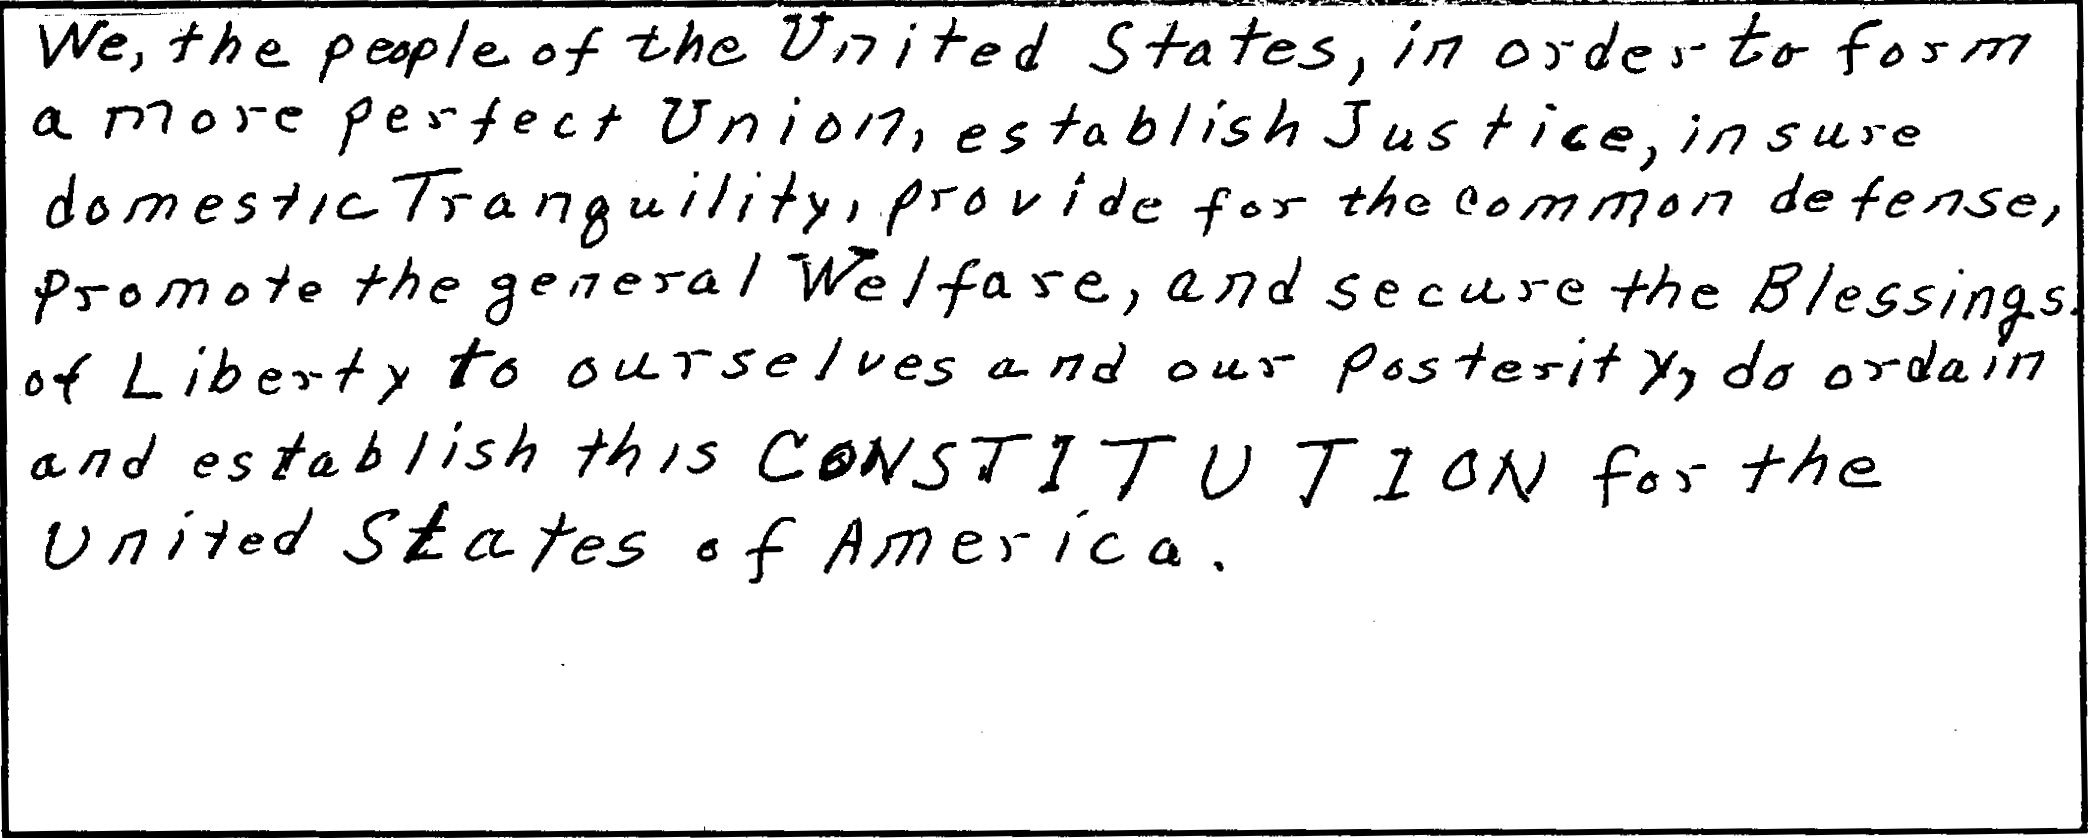 We, the people of the United States, in order to form
a more perfect Union, establish Justice, insure
domestic Tranquility, provide for the common defense,
promote the general Welfare, and secure the Blessings
of Liberty to ourselves and our posterity, do ordain
and establish this CONSTITUTION for the
United States of America.